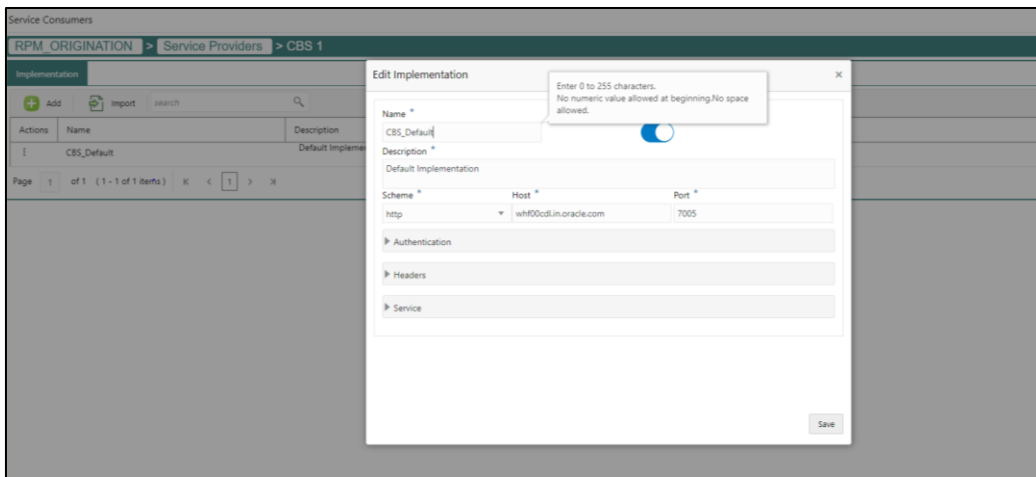 Service Consumers
RPM_ORIGINATION > Service Providers > CBS 1
Implementation
Add Import search
Actions Name Description
CBS_Default Default Implemen
Page 1 of 1 (1 - 1 of 1 items) K < 1 > >I
Edit Implementation ×
Enter 0 to 255 characters.
No numeric value allowed at beginning.No space
allowed.
Name *
CBS_Default
Description *
Default Implementation
Scheme * Host * Port *
http whf00cdl.in.oracle.com 7005
Authentication
Headers
Service
Save